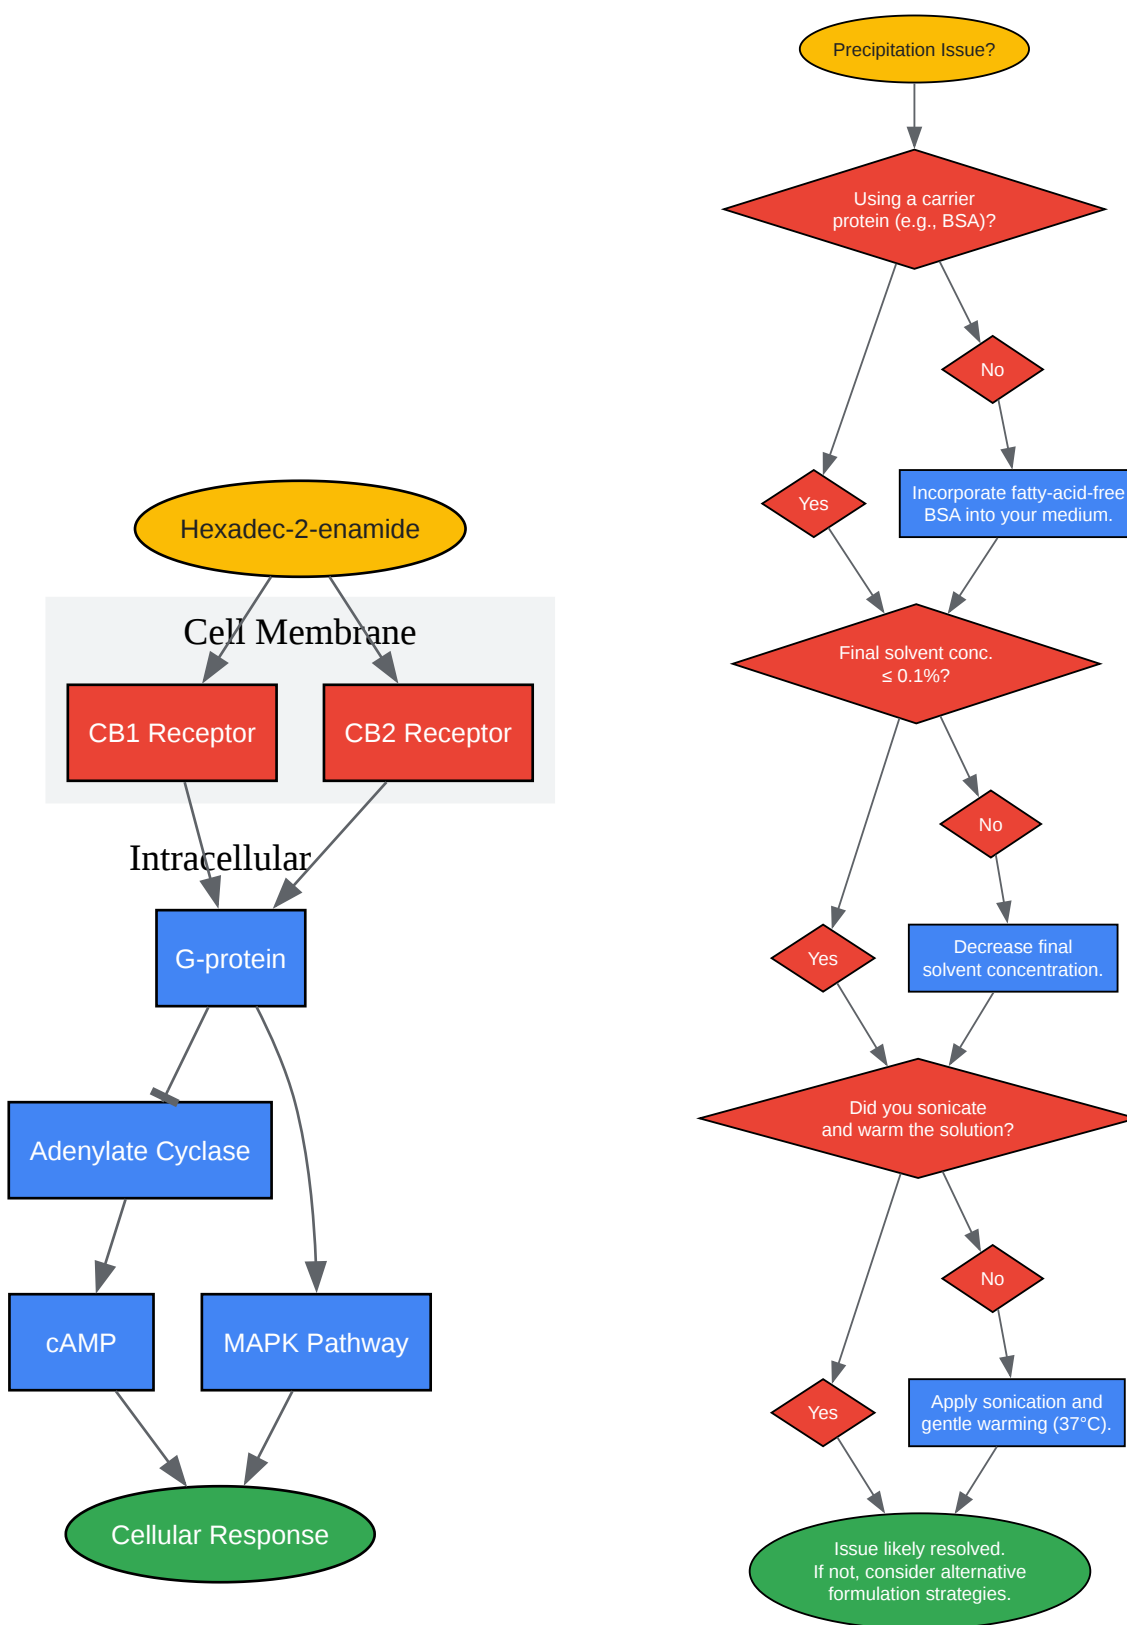 Hexadec-2-enamide
Cell Membrane
CB1 Receptor
CB2 Receptor
Intracellular
G-protein
Adenylate Cyclase
cAMP
MAPK Pathway
Cellular Response
Precipitation Issue?
Using a carrier
protein (e.g., BSA)?
No
Yes
Incorporate fatty-acid-free
BSA into your medium.
Final solvent conc.
≤ 0.1%?
No
Yes
Decrease final
solvent concentration.
Did you sonicate
and warm the solution?
No
Yes
Apply sonication and
gentle warming (37°C).
Issue likely resolved.
If not, consider alternative
formulation strategies.